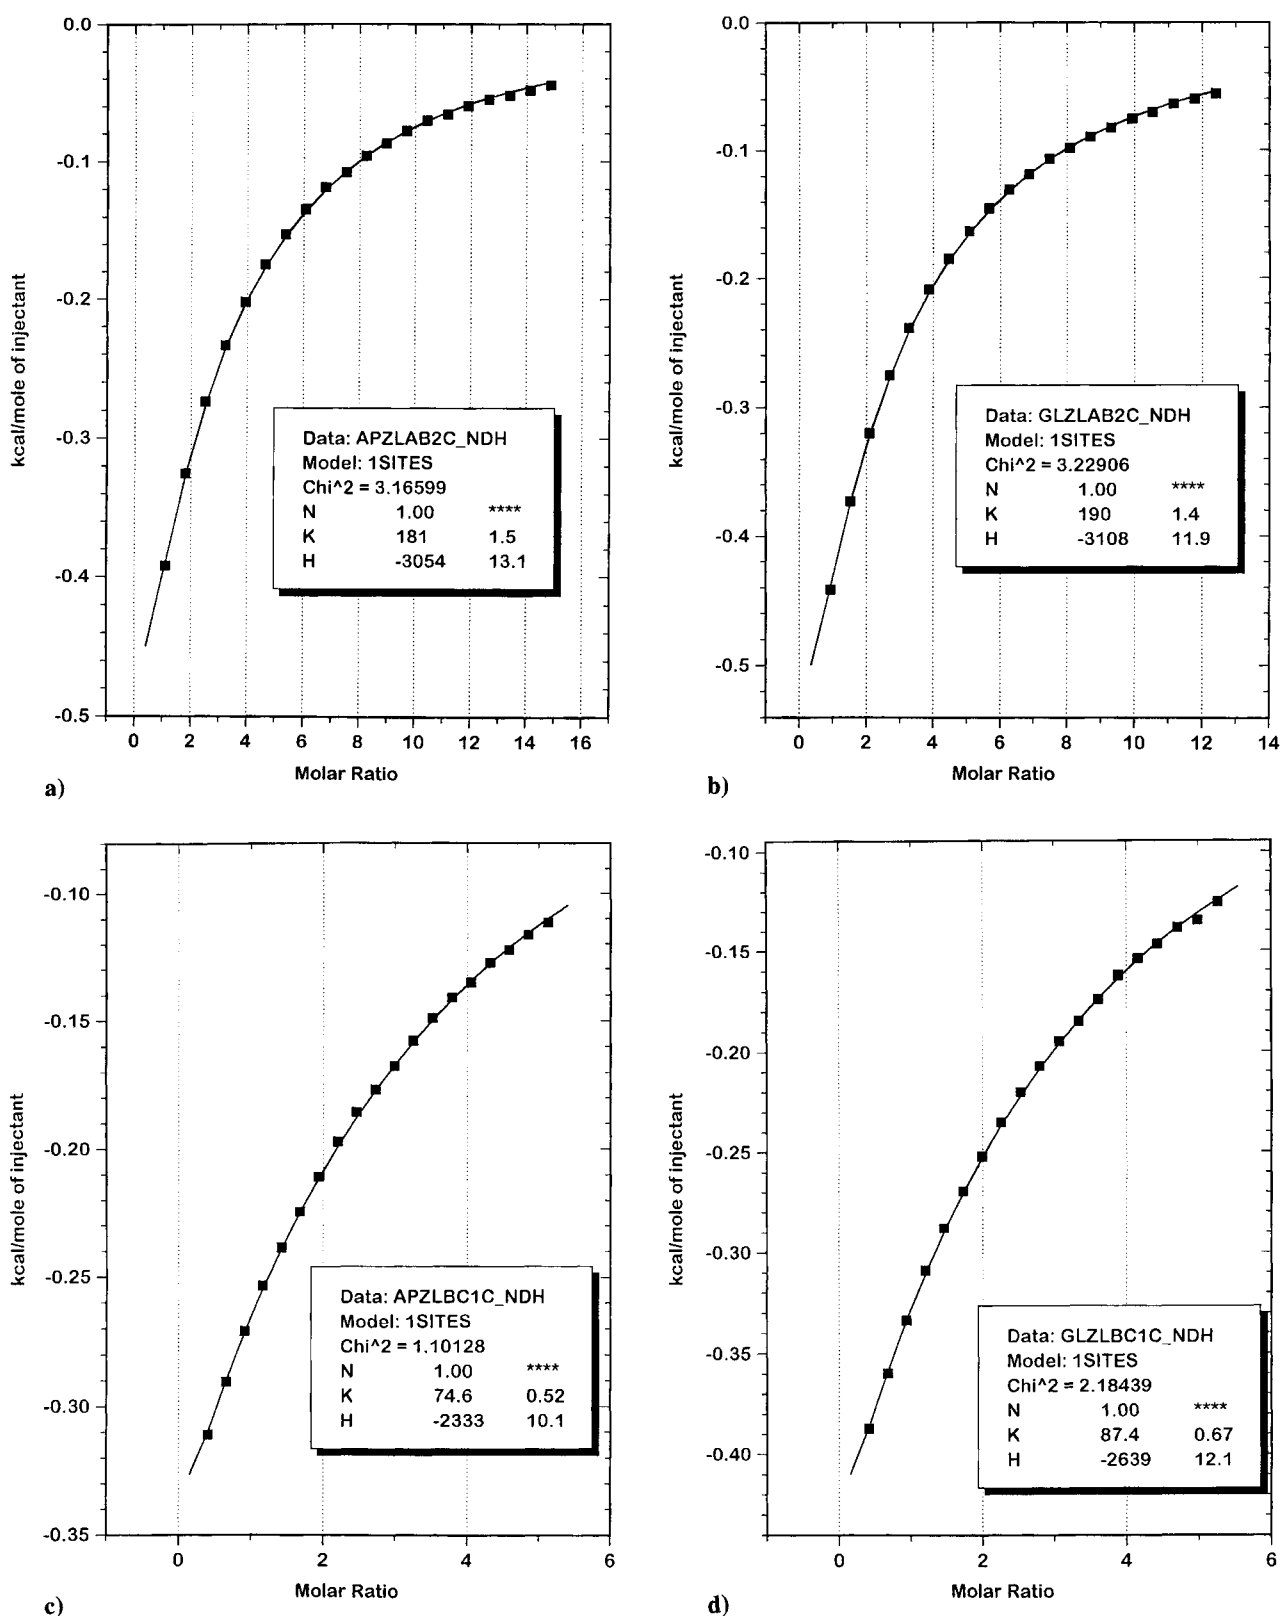 0.0
-0.1
-0.2
-0.3
-0.4
-0.5
kcal/mole of injectant
0 2 4 6 8 10 12 14 16
Molar Ratio
Data: APZLAB2C_NDH
Model: 1SITES
Chi^2 = 3.16599
N 1.00 ****
K 181 1.5
H -3054 13.1
a)
0.0
-0.1
-0.2
-0.3
-0.4
-0.5
kcal/mole of injectant
0 2 4 6 8 10 12 14
Molar Ratio
Data: GLZLAB2C_NDH
Model: 1SITES
Chi^2 = 3.22906
N 1.00 ****
K 190 1.4
H -3108 11.9
b)
-0.10
-0.15
-0.20
-0.25
-0.30
-0.35
kcal/mole of injectant
0 2 4 6
Molar Ratio
Data: APZLBC1C_NDH
Model: 1SITES
Chi^2 = 1.10128
N 1.00 ****
K 74.6 0.52
H -2333 10.1
c)
-0.10
-0.15
-0.20
-0.25
-0.30
-0.35
-0.40
kcal/mole of injectant
0 2 4 6
Molar Ratio
Data: GLZLBC1C_NDH
Model: 1SITES
Chi^2 = 2.18439
N 1.00 ****
K 87.4 0.67
H -2639 12.1
d)